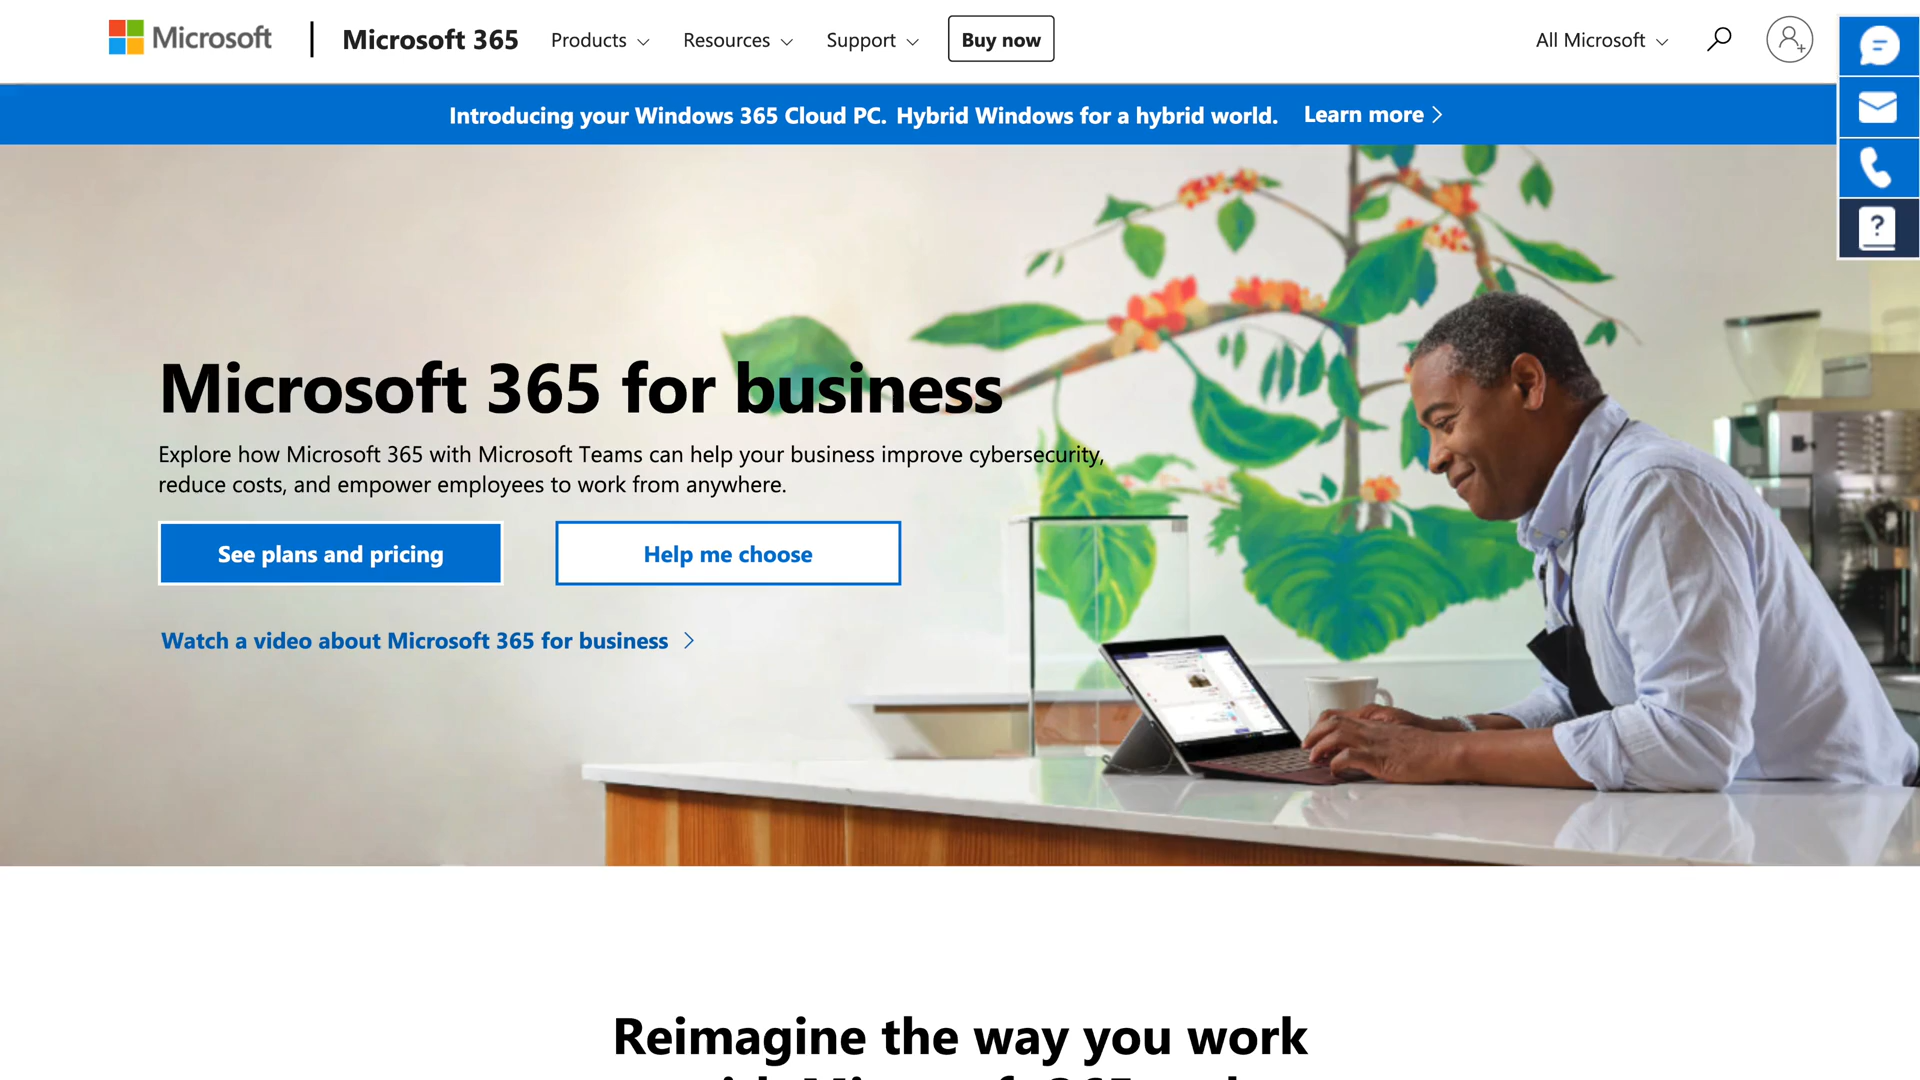 Microsoft
Microsoft 365
Products
Resources
Support
Buy now
All Microsoft
Introducing your Windows 365 Cloud PC. Hybrid Windows for a hybrid world. Learn more
Microsoft 365 for business
Explore how Microsoft 365 with Microsoft Teams can help your business improve cybersecurity,
reduce costs, and empower employees to work from anywhere.
See plans and pricing
Help me choose
Watch a video about Microsoft 365 for business
Reimagine the way you work